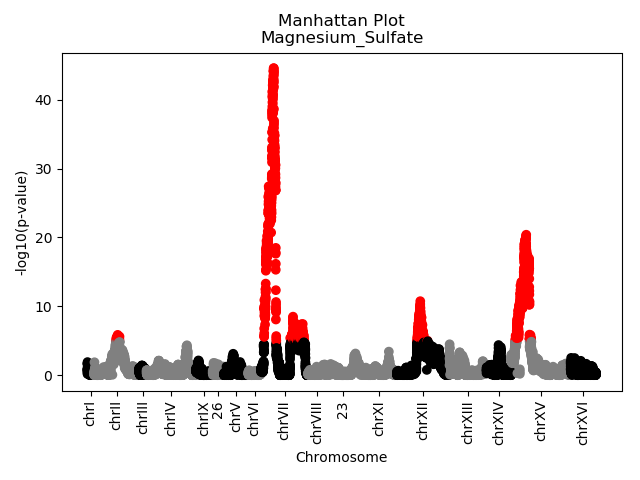 Manhattan Plot
Magnesium_Sulfate
-log10(p-value)
40
30
20
10
0
chrI
chrII
chrIII
chrIV
chrIX
26
chrV
chrVI
chrVII
chrVIII
23
chrXI
chrXII
chrXIII
chrXIV
chrXV
chrXVI
Chromosome